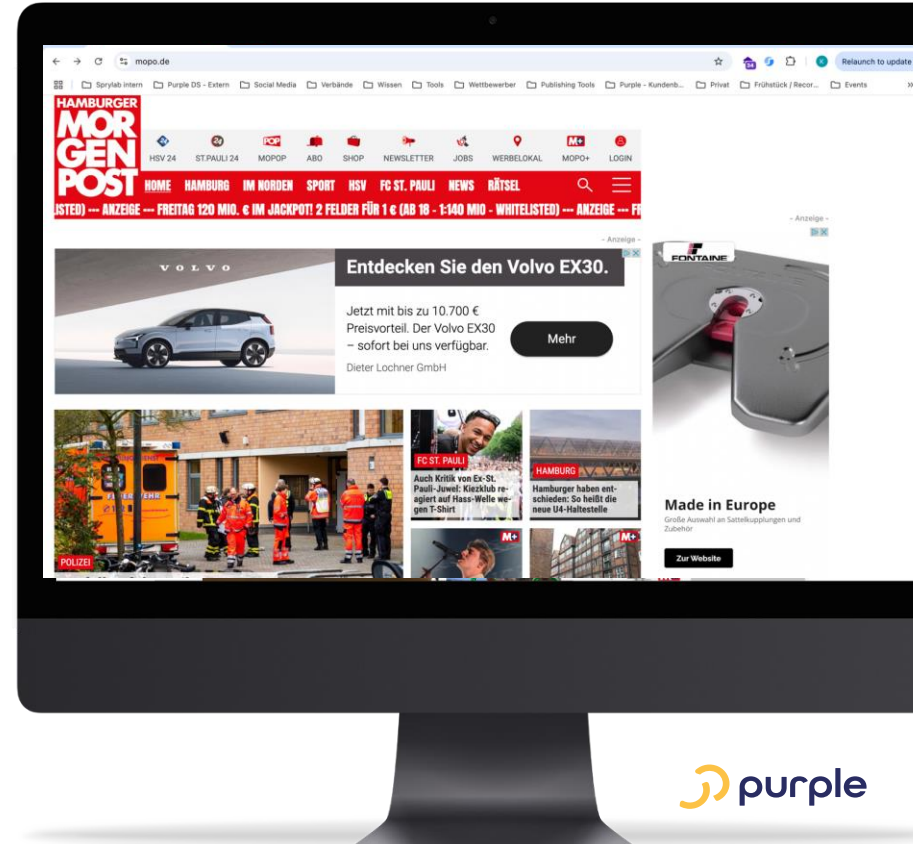 mopo.de
34
K
Relaunch to update
Sprylab intern
Purple DS - Extern
Social Media
Verbände
Wissen
Tools
Wettbewerber
Publishing Tools
Purple - Kundenb...
Privat
Frühstück / Recor...
Events
»
HAMBURGER
MOR
GEN
POST
24
24
POP
M+
HSV 24
ST.PAULI 24
MOPOP
ABO
SHOP
NEWSLETTER
JOBS
WERBELOKAL
MOPO+
LOGIN
HOME
HAMBURG
IM NORDEN
SPORT
HSV
FC ST. PAULI
NEWS
RÄTSEL
ISTED) --- ANZEIGE --- FREITAG 120 MIO. € IM JACKPOT! 2 FELDER FÜR 1 € (AB 18 - 1:140 MIO - WHITELISTED) --- ANZEIGE --- FR
- Anzeige -
- Anzeige -
VOLVO
Entdecken Sie den Volvo EX30.
Jetzt mit bis zu 10.700 €
Preisvorteil. Der Volvo EX30
– sofort bei uns
verfügbar.
Mehr
Dieter Lochner GmbH
FONTAINE
FEUERWEHR
112
POLIZEI
FC ST. PAULI
Auch Kritik von Ex-St.
Pauli-Juwel: Kiezklub re-
agiert auf Hass-Welle we-
gen T-Shirt
HAMBURG
Hamburger haben ent-
schieden: So heißt die
neue U4-Haltestelle
M+
M+
Made in Europe
Große Auswahl an Sattelkupplungen und
Zubehör
Zur Website
purple